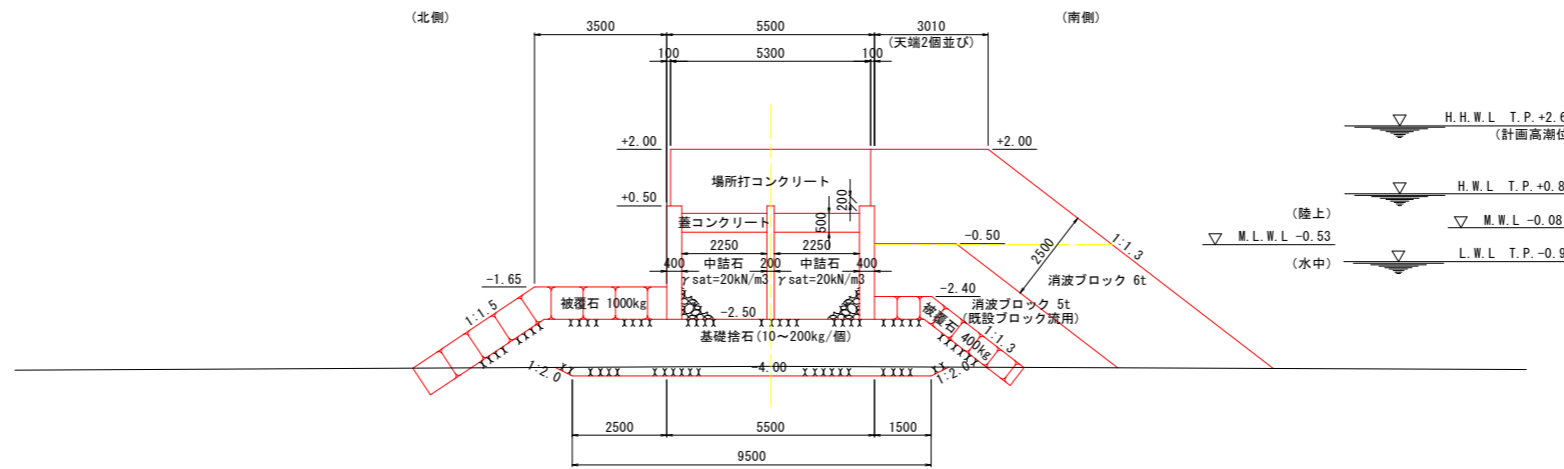 (北側)
(南側)
3500
5500
3010
(天端2個並び)
100
5300
100
H.H.W.L T.P.+2.6
(計画高潮位
+2.00
+2.00
場所打コンクリート
200
H.W.L T.P.+0.8
+0.50
(陸上)
M.W.L -0.08
蓋コンクリート
500
-0.50
M.L.W.L -0.53
1:1.3
2500
L.W.L T.P.-0.9
(水中)
2250
2250
400
中詰石
200
中詰石
400
γsat=20kN/m3
γsat=20kN/m3
消波ブロック 6t
-1.65
-2.40
被覆石 1000kg
消波ブロック 5t
(既設ブロック流用)
1:1.5
-2.50
被覆石 400kg
1:1.3
基礎捨石(10～200kg/個)
1:2.0
-4.00
1:2.0
2500
5500
1500
9500